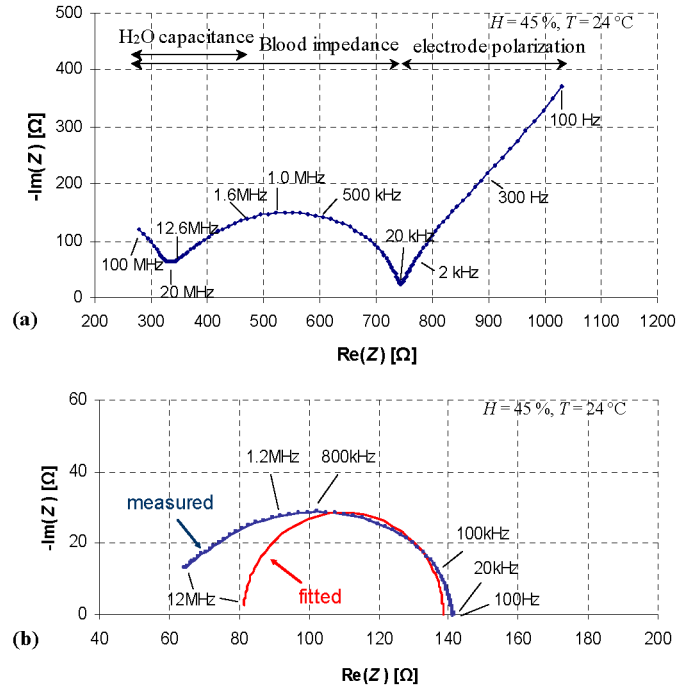 H = 45 %, T = 24 °C
H₂O capacitance
Blood impedance
electrode polarization
500
400
300
200
100
0
-Im(Z) [Ω]
100 MHz
20 MHz
12.6MHz
1.6MHz
1.0 MHz
500 kHz
20 kHz
2 kHz
300 Hz
100 Hz
200 300 400 500 600 700 800 900 1000 1100 1200
(a)
Re(Z) [Ω]
H = 45 %, T = 24 °C
60
40
20
0
-Im(Z) [Ω]
1.2MHz
800kHz
measured
100kHz
20kHz
12MHz
fitted
100Hz
40 60 80 100 120 140 160 180 200
(b)
Re(Z) [Ω]